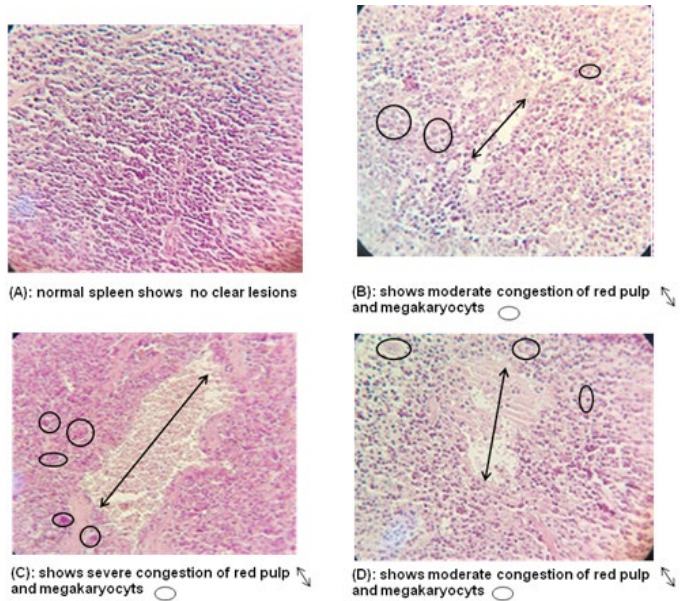 (A): normal spleen shows no clear lesions
(B): shows moderate congestion of red pulp
and megakaryocyts
(C): shows severe congestion of red pulp
and megakaryocyts
(D): shows moderate congestion of red pulp
and megakaryocyts